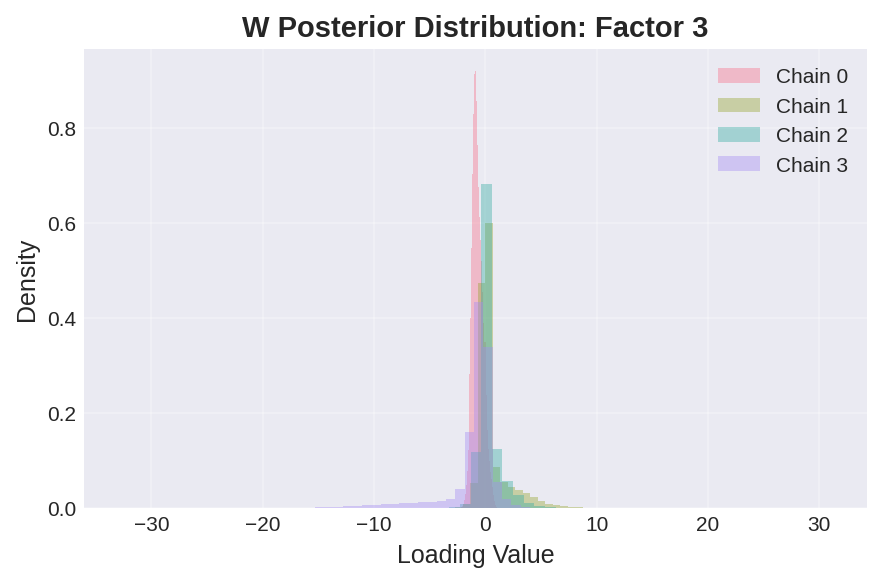 W Posterior Distribution: Factor 3
Chain 0
Chain 1
Chain 2
Chain 3
Density
0.8
0.6
0.4
0.2
0.0
−30
−20
−10
0
10
20
30
Loading Value